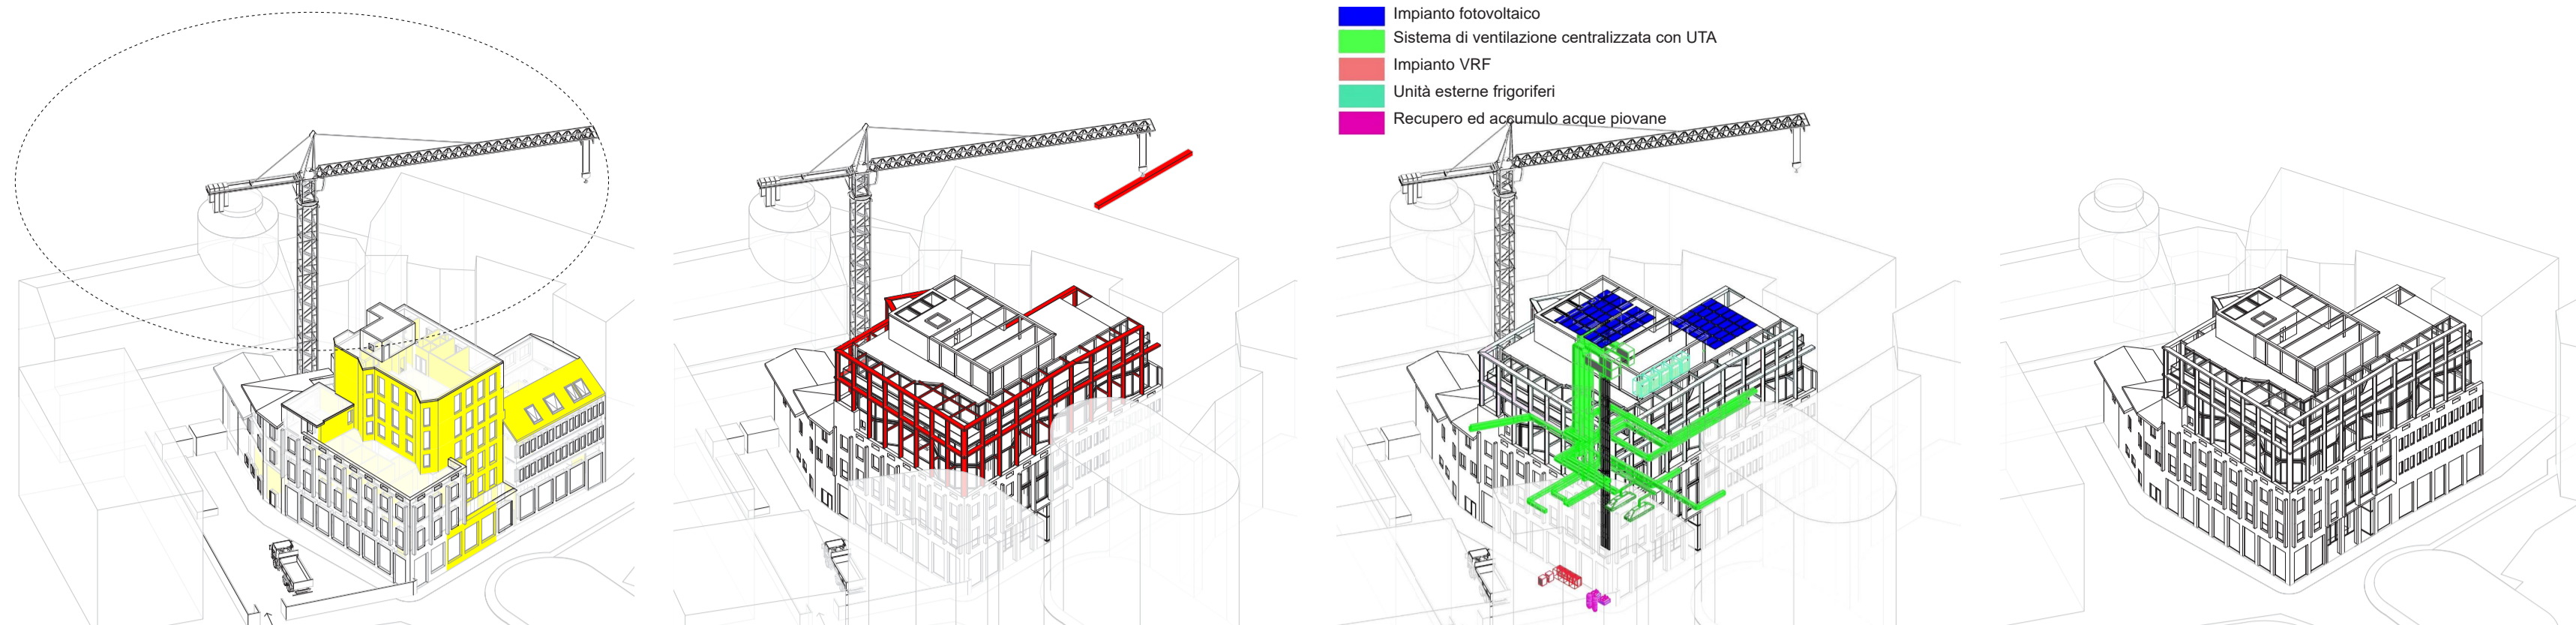 Impianto fotovoltaico
Sistema di ventilazione centralizzata con UTA
Impianto VRF
Unità esterne frigoriferi
Recupero ed accumulo acque piovane